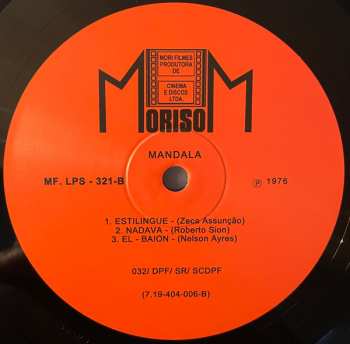 MORI FILMES
PRODUTORA
DE
CINEMA
E DISCOS
LTDA.
MORISOM
MANDALA
MF. LPS - 321-B
℗ 1976
1. ESTILINGUE - (Zeca Assunção)
2. NADAVA - (Roberto Sion)
3. EL - BAION - (Nelson Ayres)
032/ DPF/ SR/ SCDPF
(7.19-404-006-B)